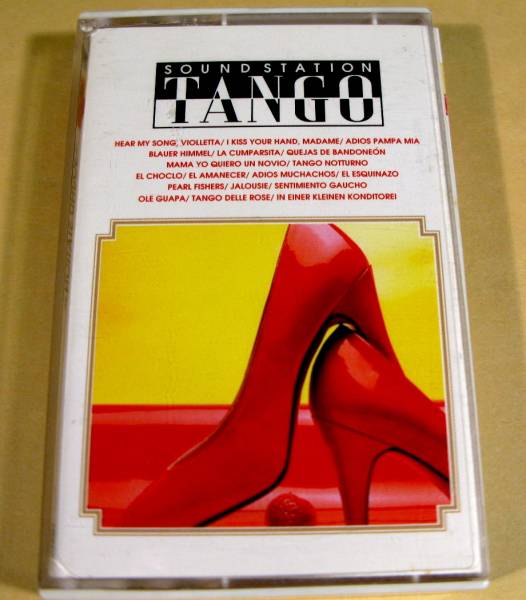 SOUND STATION
TANGO
HEAR MY SONG, VIOLLETTA/ I KISS YOUR HAND, MADAME/ ADIOS PAMPA MIA
BLAUER HIMMEL/ LA CUMPARSITA/ QUEJAS DE BANDONEÓN
MAMA YO QUIERO UN NOVIO/ TANGO NOTTURNO
EL CHOCLO/ EL AMANECER/ ADIOS MUCHACHOS/ EL ESQUINAZO
PEARL FISHERS/ JALOUSIE/ SENTIMIENTO GAUCHO
OLE GUAPA/ TANGO DELLE ROSE/ IN EINER KLEINEN KONDITOREI